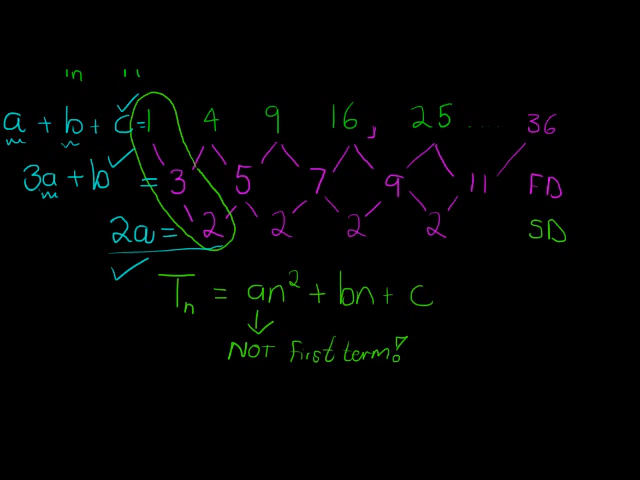 a + b + c = 1 4 9 16, 25 .... 36
3a + b = 3 5 7 9 11 FD
2a = 2 2 2 2 SD
Tn = an² + bn + c
NOT First term!